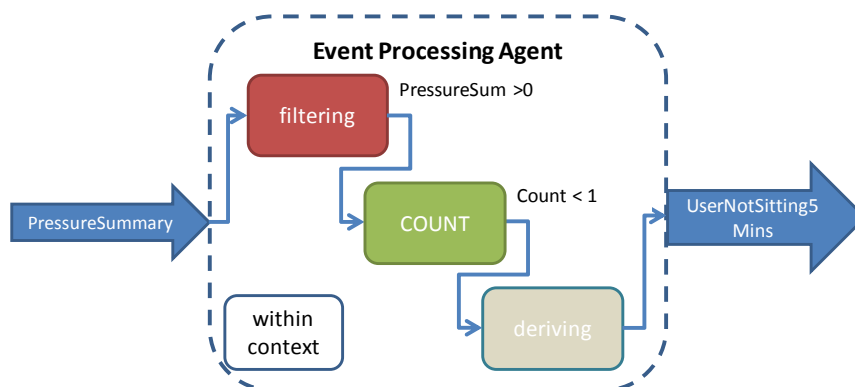 Event Processing Agent
PressureSum >0
filtering
PressureSummary
Count < 1
COUNT
UserNotSitting5
Mins
within
context
deriving